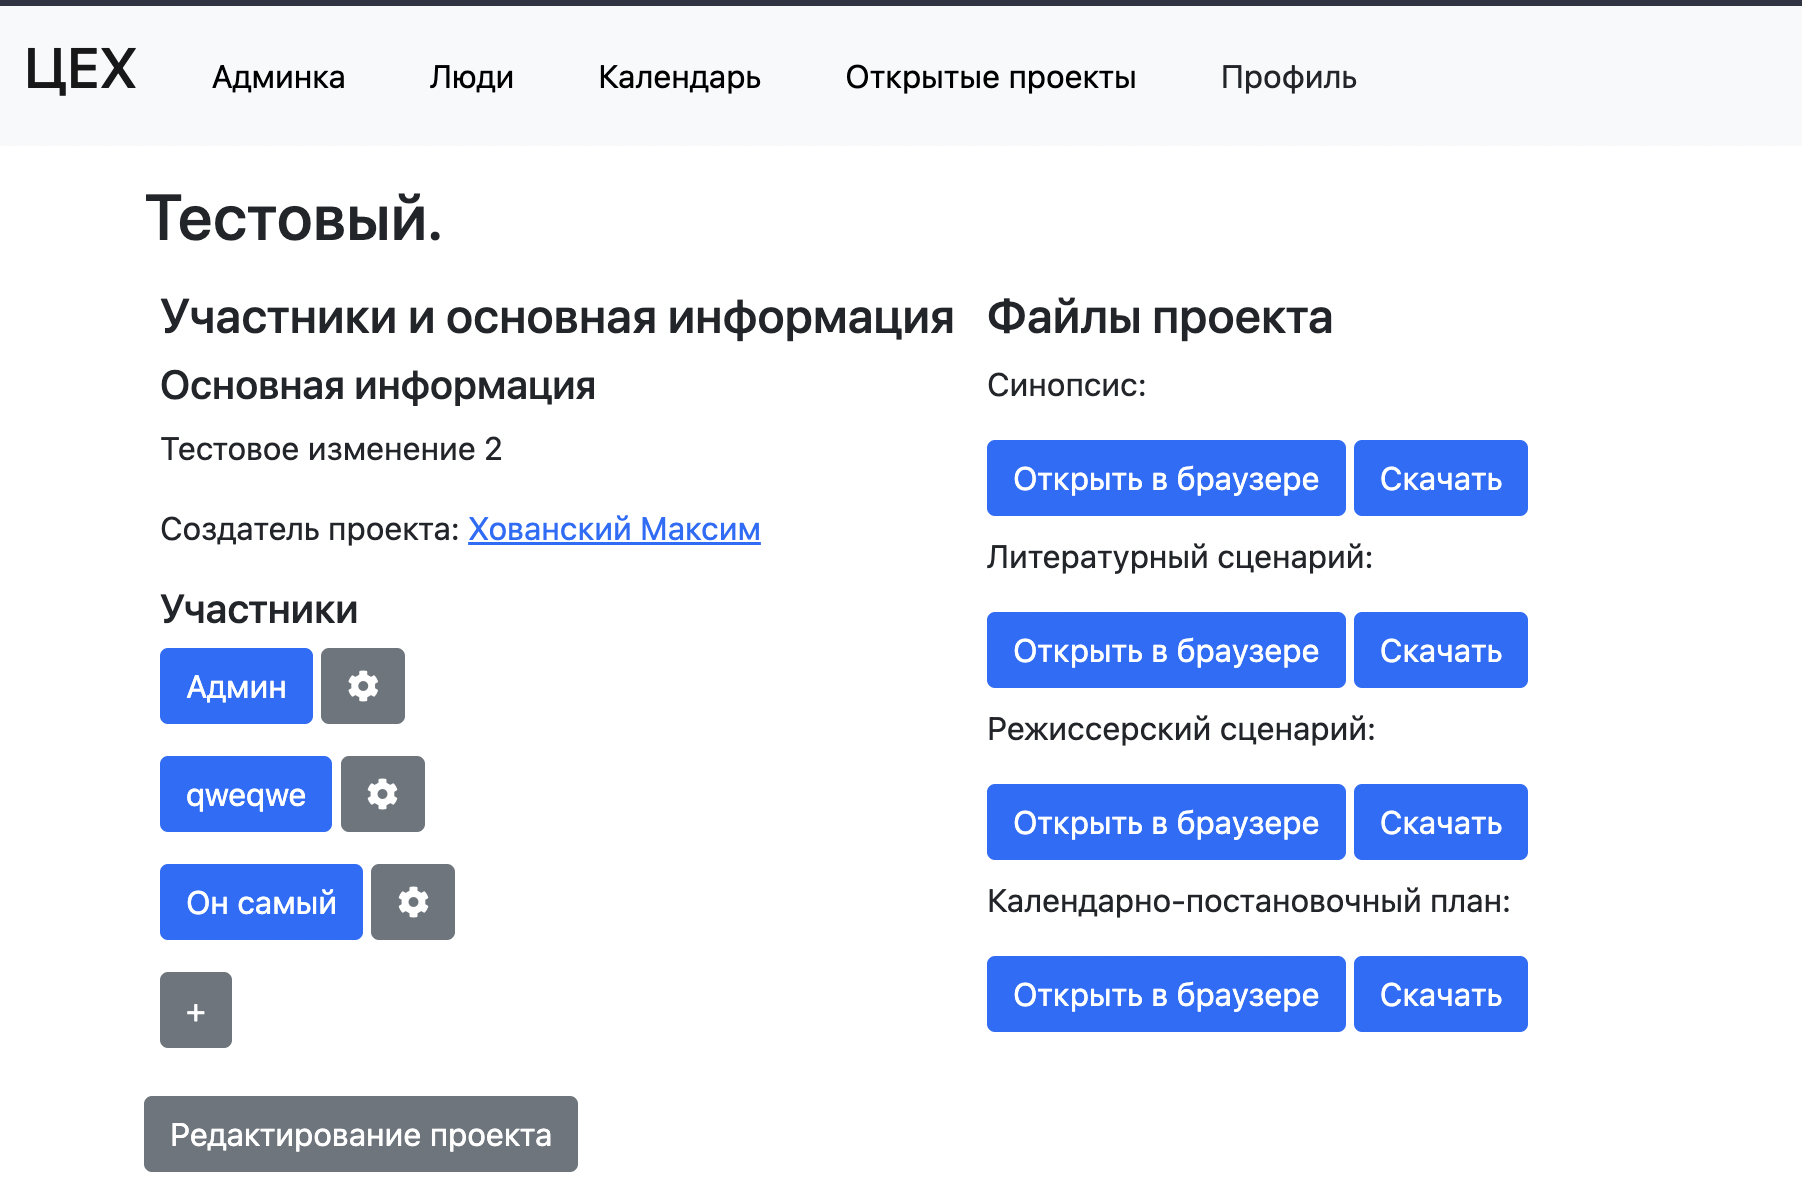 ЦЕХ
Админка
Люди
Календарь
Открытые проекты
Профиль
Тестовый.
Участники и основная информация
Основная информация
Тестовое изменение 2
Создатель проекта: Хованский Максим
Участники
Админ
qweqwe
Он самый
+
Редактирование проекта
Файлы проекта
Синопсис:
Открыть в браузере
Скачать
Литературный сценарий:
Открыть в браузере
Скачать
Режиссерский сценарий:
Открыть в браузере
Скачать
Календарно-постановочный план:
Открыть в браузере
Скачать